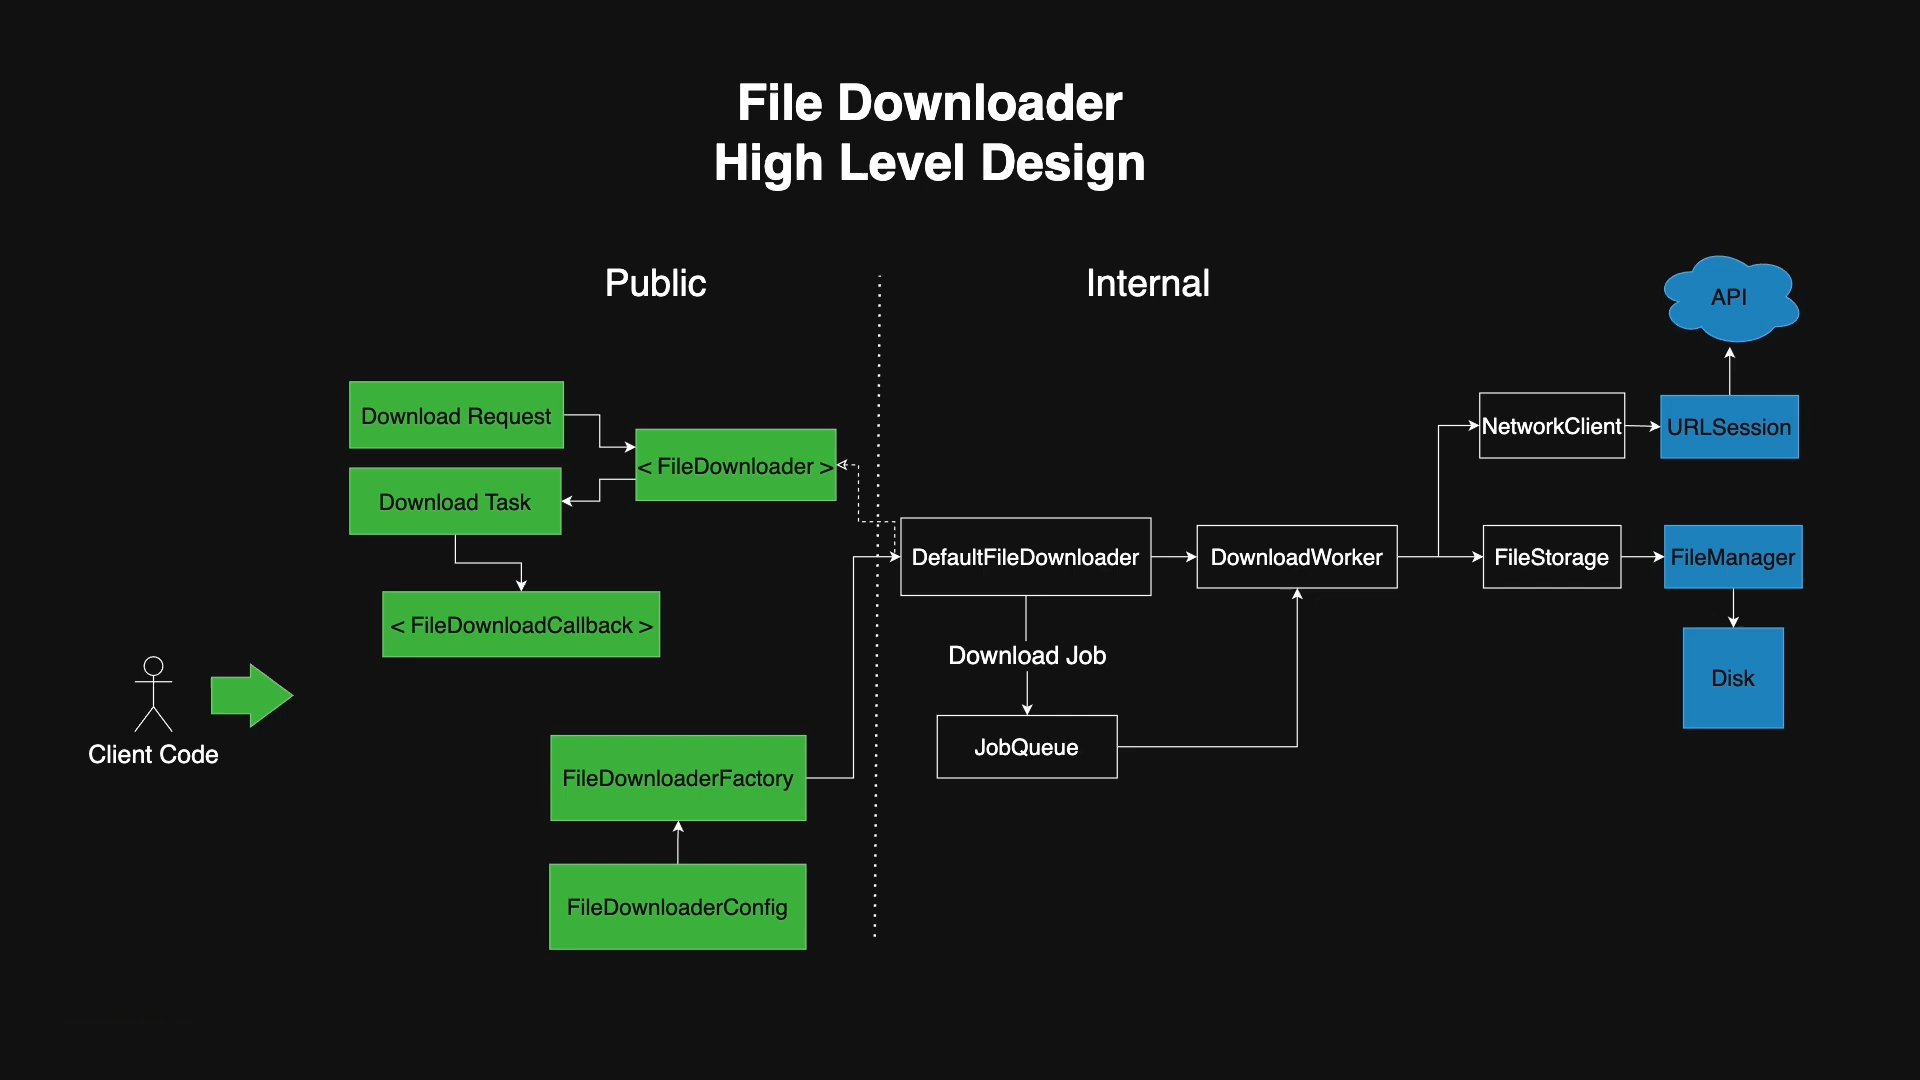 File Downloader
High Level Design
Public
Internal
API
Download Request
< FileDownloader >
NetworkClient
URLSession
Download Task
DefaultFileDownloader
DownloadWorker
FileStorage
FileManager
< FileDownloadCallback >
Download Job
Disk
Client Code
JobQueue
FileDownloaderFactory
FileDownloaderConfig